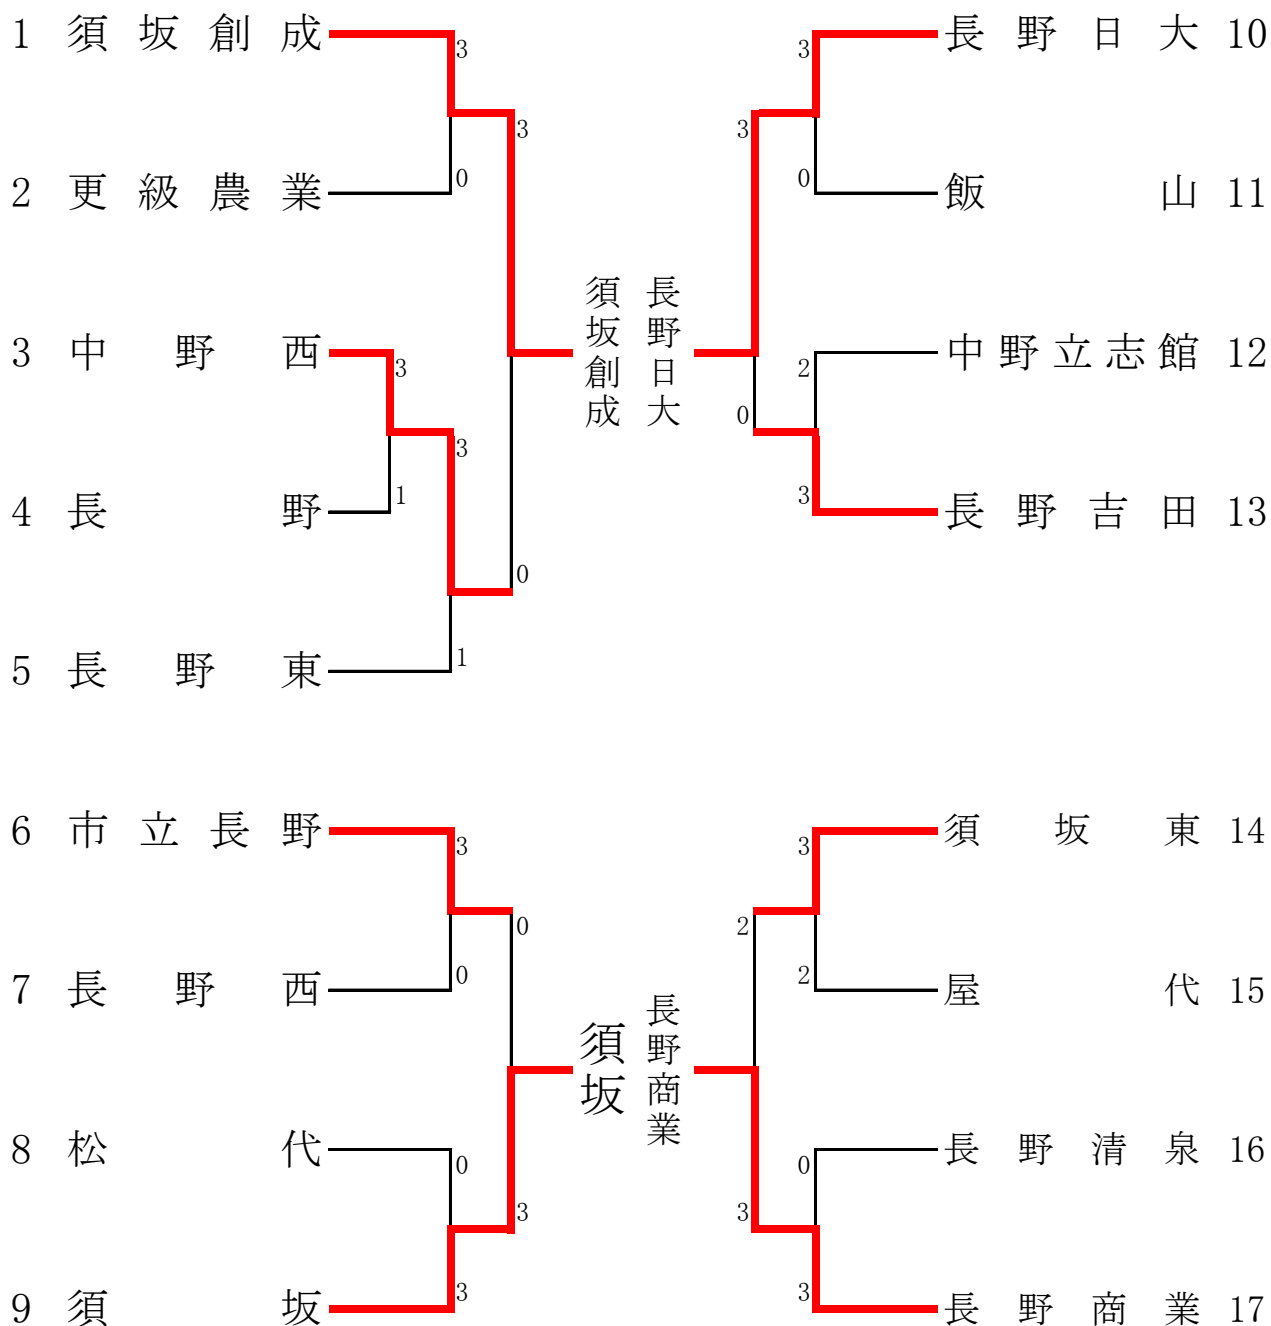 1 須坂創成
3
3
長野日大 10
3
3
2 更級農業
0
0
飯山 11
須坂創成
長野日大
3 中野西
3
2
中野立志館 12
3
0
4 長野
1
3
長野吉田 13
0
5 長野東
1
6 市立長野
3
3
須坂東 14
0
2
7 長野西
0
2
屋代 15
須坂
長野商業
8 松代
0
0
長野清泉 16
3
3
9 須坂
3
3
長野商業 17